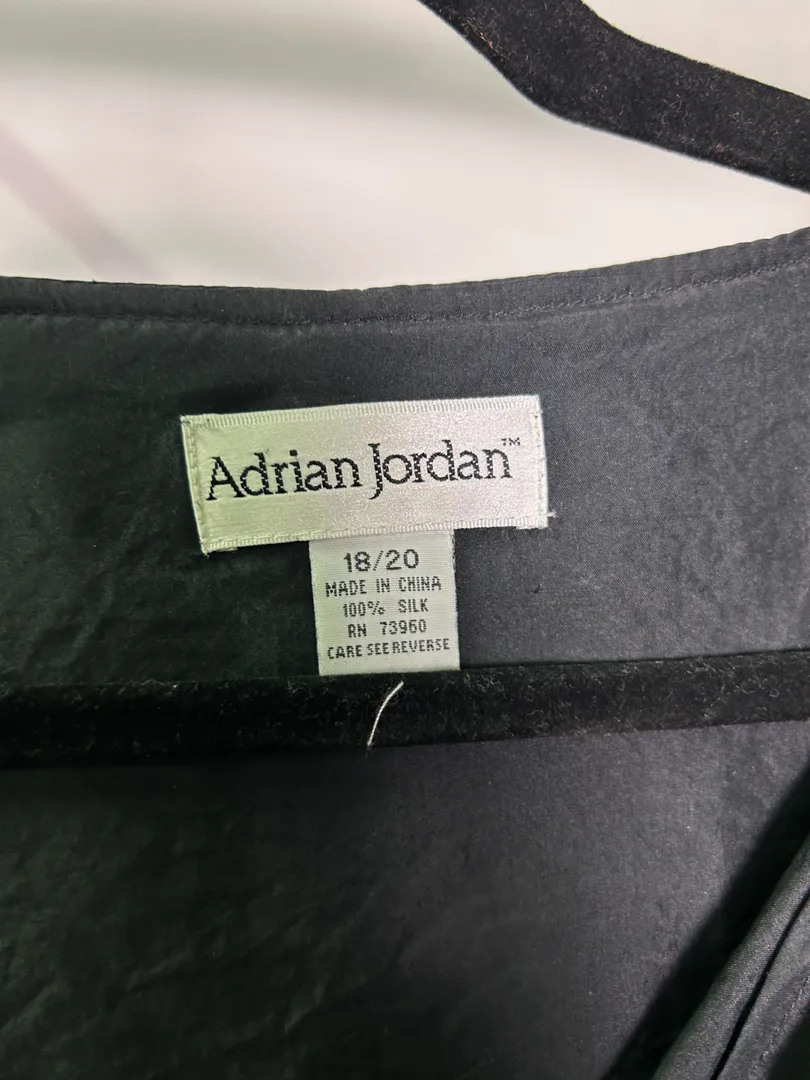 Adrian Jordan™
18/20
MADE IN CHINA
100% SILK
RN 73960
CARE SEE REVERSE